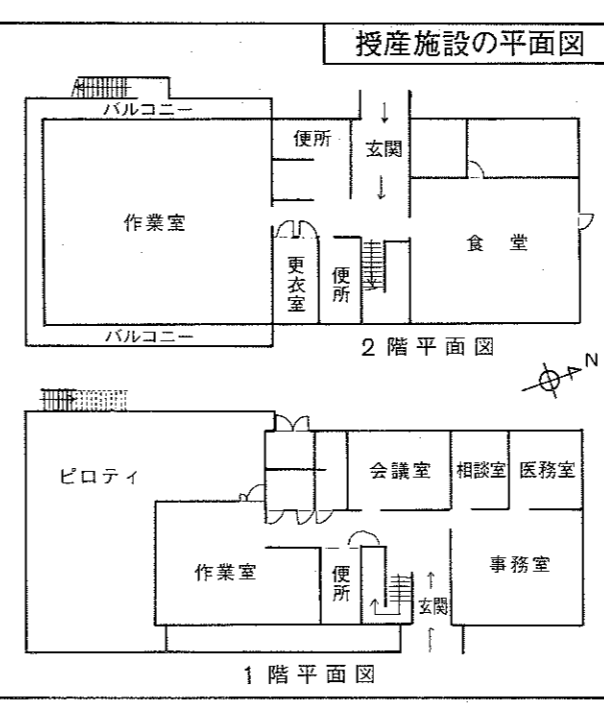 授産施設の平面図
バルコニー
便所
玄関
作業室
食堂
更衣室
便所
バルコニー
2階平面図
N
ピロティ
会議室
相談室
医務室
作業室
便所
事務室
玄関
1階平面図